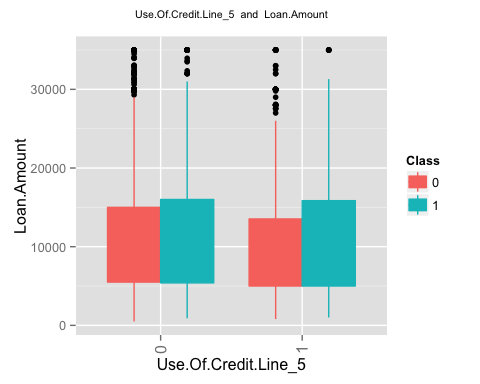 Use.Of.Credit.Line_5 and Loan.Amount
30000
20000
10000
0
Loan.Amount
0
1
Use.Of.Credit.Line_5
Class
0
1